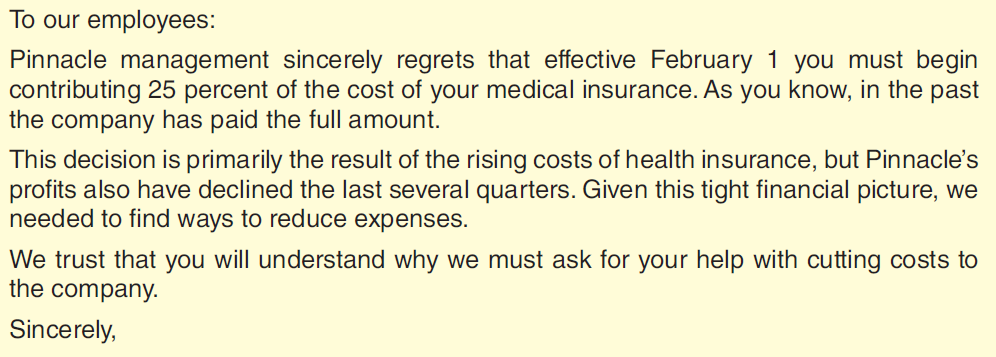 To our employees:
Pinnacle management sincerely regrets that effective February 1 you must begin
contributing 25 percent of the cost of your medical insurance. As you know, in the past
the company has paid the full amount.
This decision is primarily the result of the rising costs of health insurance, but Pinnacle’s
profits also have declined the last several quarters. Given this tight financial picture, we
needed to find ways to reduce expenses.
We trust that you will understand why we must ask for your help with cutting costs to
the company.
Sincerely,